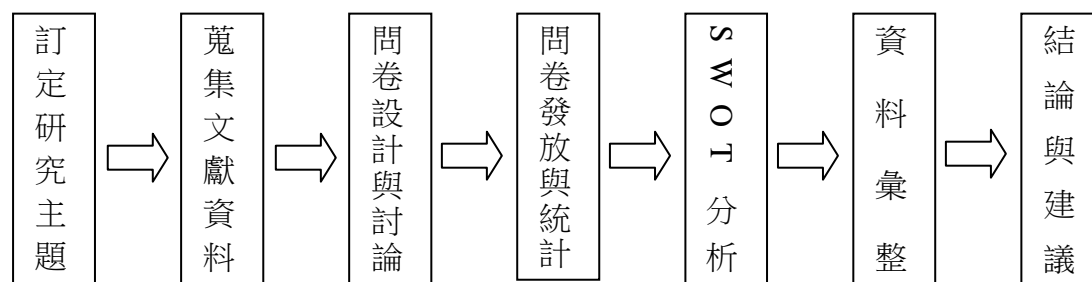 訂定研究主題
蒐集文獻資料
問卷設計與討論
問卷發放與統計
SWOT分析
資料彙整
結論與建議